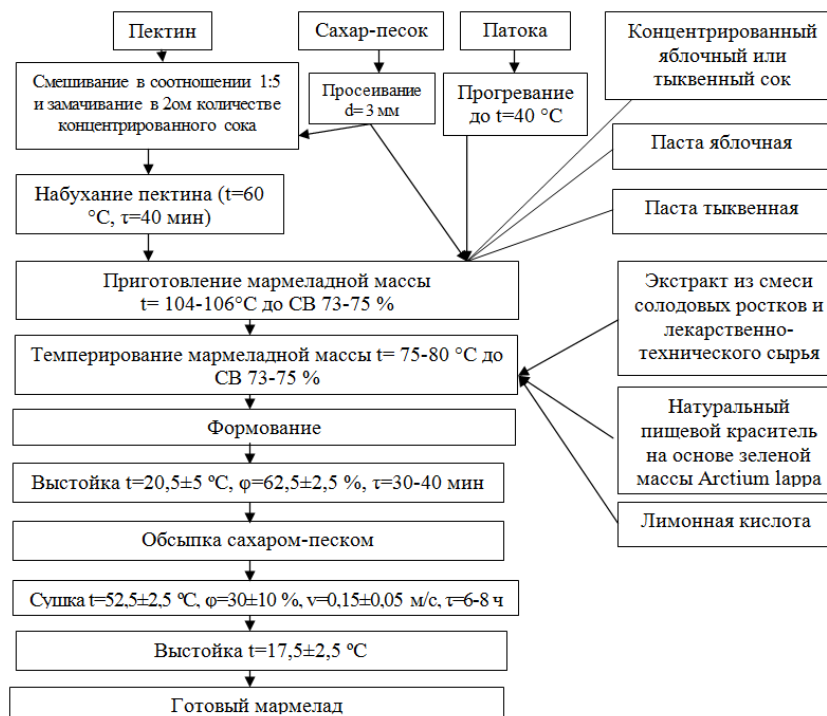 Пектин
Сахар-песок
Патока
Концентрированный
яблочный или
тыквенный сок
Смешивание в соотношении 1:5
и замачивание в 2ом количестве
концентрированного сока
Просеивание
d= 3 мм
Прогревание
до t=40 °C
Паста яблочная
Набухание пектина (t=60
°C, τ=40 мин)
Паста тыквенная
Приготовление мармеладной массы
t= 104-106°C до СВ 73-75 %
Экстракт из смеси
солодовых ростков и
лекарственно-
технического сырья
Темперирование мармеладной массы t= 75-80 °C до
СВ 73-75 %
Формование
Натуральный
пищевой краситель
на основе зеленой
массы Arctium lappa
Выстойка t=20,5±5 ºС, φ=62,5±2,5 %, τ=30-40 мин
Лимонная кислота
Обсыпка сахаром-песком
Сушка t=52,5±2,5 ºС, φ=30±10 %, v=0,15±0,05 м/с, τ=6-8 ч
Выстойка t=17,5±2,5 ºС
Готовый мармелад